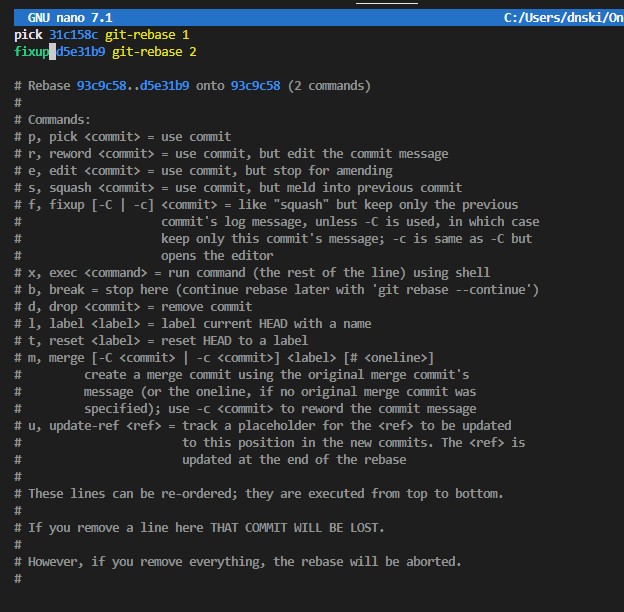 GNU nano 7.1 C:/Users/dnski/On
pick 31c158c git-rebase 1
fixup d5e31b9 git-rebase 2
# Rebase 93c9c58..d5e31b9 onto 93c9c58 (2 commands)
#
# Commands:
# p, pick <commit> = use commit
# r, reword <commit> = use commit, but edit the commit message
# e, edit <commit> = use commit, but stop for amending
# s, squash <commit> = use commit, but meld into previous commit
# f, fixup [-C | -c] <commit> = like "squash" but keep only the previous
# commit's log message, unless -C is used, in which case
# keep only this commit's message; -c is same as -C but
# opens the editor
# x, exec <command> = run command (the rest of the line) using shell
# b, break = stop here (continue rebase later with 'git rebase --continue')
# d, drop <commit> = remove commit
# l, label <label> = label current HEAD with a name
# t, reset <label> = reset HEAD to a label
# m, merge [-C <commit> | -c <commit>] <label> [# <oneline>]
# create a merge commit using the original merge commit's
# message (or the oneline, if no original merge commit was
# specified); use -c <commit> to reword the commit message
# u, update-ref <ref> = track a placeholder for the <ref> to be updated
# to this position in the new commits. The <ref> is
# updated at the end of the rebase
#
# These lines can be re-ordered; they are executed from top to bottom.
#
# If you remove a line here THAT COMMIT WILL BE LOST.
#
# However, if you remove everything, the rebase will be aborted.
#